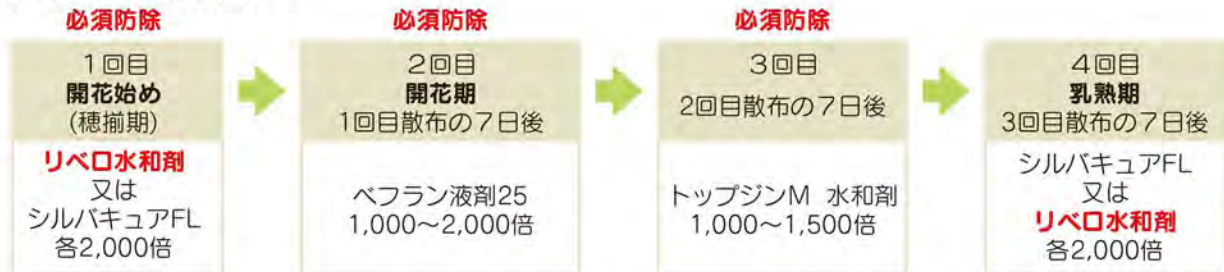 必須防除
1回目
開花始め
(穂揃期)
リベロ水和剤
又は
シルバキュアFL
各2,000倍
必須防除
2回目
開花期
1回目散布の7日後
ベフラン液剤25
1,000～2,000倍
必須防除
3回目
2回目散布の7日後
トップジンM 水和剤
1,000～1,500倍
4回目
乳熟期
3回目散布の7日後
シルバキュアFL
又は
リベロ水和剤
各2,000倍